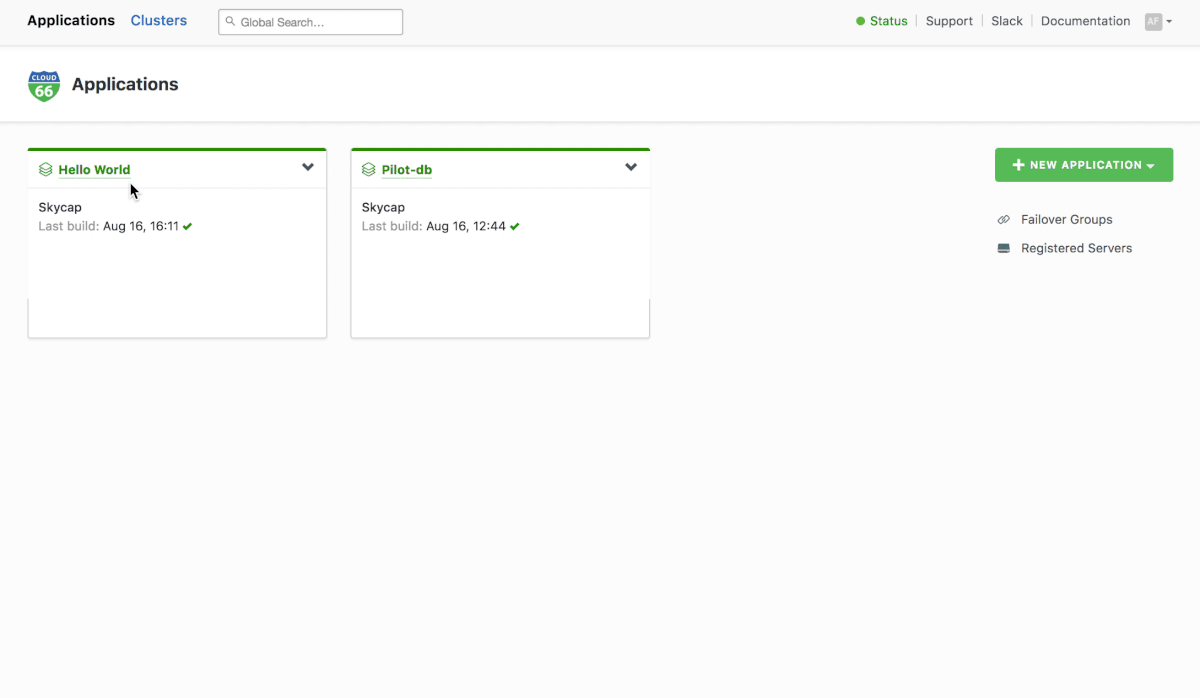 Applications Clusters Global Search... Status Support Slack Documentation AF
CLOUD 66 Applications
Hello World
Skycap
Last build: Aug 16, 16:11
Pilot-db
Skycap
Last build: Aug 16, 12:44
NEW APPLICATION
Failover Groups
Registered Servers